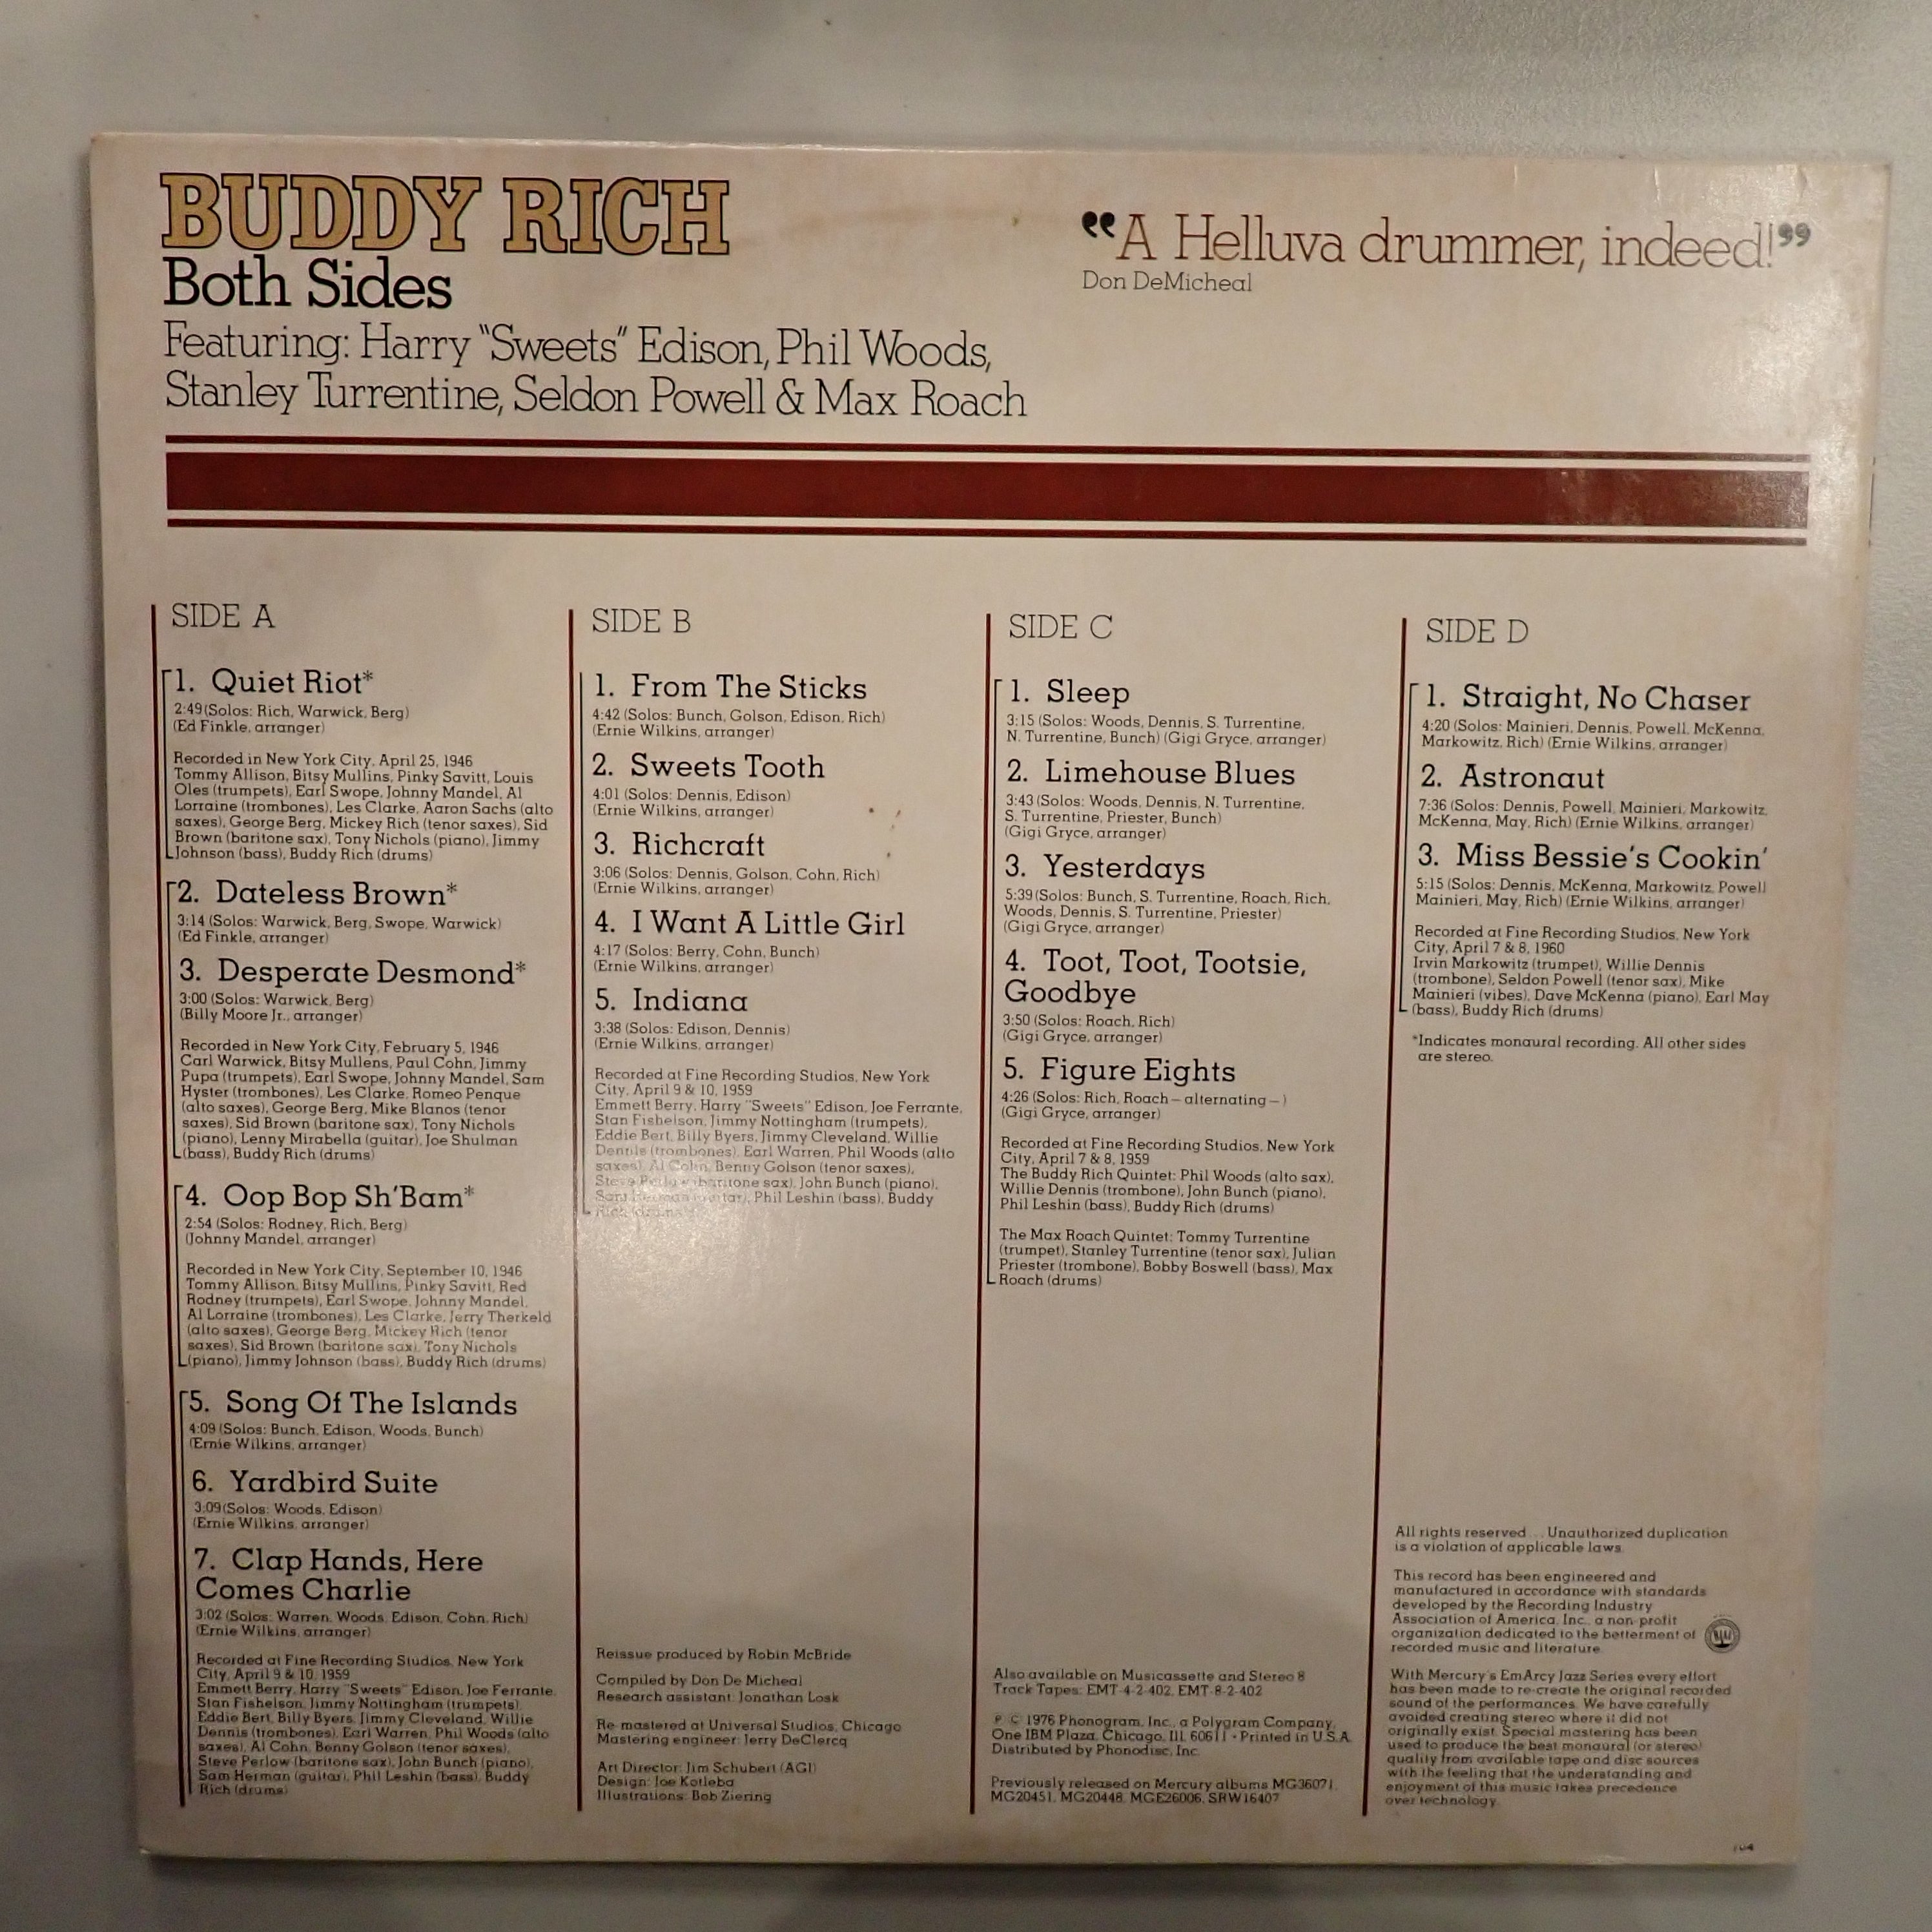 BUDDY RICH
Both Sides
Featuring: Harry "Sweets" Edison, Phil Woods,
Stanley Turrentine, Seldon Powell & Max Roach
“A Helluva drummer, indeed!”
Don DeMicheal
SIDE A
1. Quiet Riot*
2:49 (Solos: Rich, Warwick, Berg)
(Ed Finkle, arranger)
Recorded in New York City, April 25, 1946
Tommy Allison, Bitsy Mullins, Pinky Savitt, Louis
Oles (trumpets), Earl Swope, Johnny Mandel, Al
Lorraine (trombones), Les Clarke, Aaron Sachs (alto
saxes), George Berg, Mickey Rich (tenor saxes), Sid
Brown (baritone sax), Tony Nichols (piano), Jimmy
Johnson (bass), Buddy Rich (drums)
2. Dateless Brown*
3:14 (Solos: Warwick, Berg, Swope, Warwick)
(Ed Finkle, arranger)
3. Desperate Desmond*
3:00 (Solos: Warwick, Berg)
(Billy Moore Jr., arranger)
Recorded in New York City, February 5, 1946
Carl Warwick, Bitsy Mullens, Paul Cohn, Jimmy
Pupa (trumpets), Earl Swope, Johnny Mandel, Sam
Hyster (trombones), Les Clarke, Romeo Penque
(alto saxes), George Berg, Mike Blanos (tenor
saxes), Sid Brown (baritone sax), Tony Nichols
(piano), Lenny Mirabella (guitar), Joe Shulman
(bass), Buddy Rich (drums)
4. Oop Bop Sh'Bam*
2:54 (Solos: Rodney, Rich, Berg)
(Johnny Mandel, arranger)
Recorded in New York City, September 10, 1946
Tommy Allison, Bitsy Mullins, Pinky Savitt, Red
Rodney (trumpets), Earl Swope, Johnny Mandel,
Al Lorraine (trombones), Les Clarke, Jerry Therkeld
(alto saxes), George Berg, Mickey Rich (tenor
saxes), Sid Brown (baritone sax), Tony Nichols
(piano), Jimmy Johnson (bass), Buddy Rich (drums)
5. Song Of The Islands
4:09 (Solos: Bunch, Edison, Woods, Bunch)
(Ernie Wilkins, arranger)
6. Yardbird Suite
3:09 (Solos: Woods, Edison)
(Ernie Wilkins, arranger)
7. Clap Hands, Here
Comes Charlie
3:02 (Solos: Warren, Woods, Edison, Cohn, Rich)
(Ernie Wilkins, arranger)
Recorded at Fine Recording Studios, New York
City, April 9 & 10, 1959
Emmett Berry, Harry "Sweets" Edison, Joe Ferrante,
Stan Fishelson, Jimmy Nottingham (trumpets),
Eddie Bert, Billy Byers, Jimmy Cleveland, Willie
Dennis (trombones), Earl Warren, Phil Woods (alto
saxes), Al Cohn, Benny Golson (tenor saxes),
Steve Perlow (baritone sax), John Bunch (piano),
Sam Herman (guitar), Phil Leshin (bass), Buddy
Rich (drums)
SIDE B
1. From The Sticks
4:42 (Solos: Bunch, Golson, Edison, Rich)
(Ernie Wilkins, arranger)
2. Sweets Tooth
4:01 (Solos: Dennis, Edison)
(Ernie Wilkins, arranger)
3. Richcraft
3:06 (Solos: Dennis, Golson, Cohn, Rich)
(Ernie Wilkins, arranger)
4. I Want A Little Girl
4:17 (Solos: Berry, Cohn, Bunch)
(Ernie Wilkins, arranger)
5. Indiana
3:38 (Solos: Edison, Dennis)
(Ernie Wilkins, arranger)
Recorded at Fine Recording Studios, New York
City, April 9 & 10, 1959
Emmett Berry, Harry "Sweets" Edison, Joe Ferrante,
Stan Fishelson, Jimmy Nottingham (trumpets),
Eddie Bert, Billy Byers, Jimmy Cleveland, Willie
Dennis (trombones), Earl Warren, Phil Woods (alto
saxes), Al Cohn, Benny Golson (tenor saxes),
Steve Perlow (baritone sax), John Bunch (piano),
Sam Herman (guitar), Phil Leshin (bass), Buddy
Rich (drums)
Reissue produced by Robin McBride
Compiled by Don De Micheal
Research assistant: Jonathan Losk
Re-mastered at Universal Studios, Chicago
Mastering engineer: Jerry DeClercq
Art Director: Jim Schubert (AGI)
Design: Joe Kotleba
Illustrations: Bob Ziering
SIDE C
1. Sleep
3:15 (Solos: Woods, Dennis, S. Turrentine,
N. Turrentine, Bunch) (Gigi Gryce, arranger)
2. Limehouse Blues
3:43 (Solos: Woods, Dennis, N. Turrentine,
S. Turrentine, Priester, Bunch)
(Gigi Gryce, arranger)
3. Yesterdays
5:39 (Solos: Bunch, S. Turrentine, Roach, Rich,
Woods, Dennis, S. Turrentine, Priester)
(Gigi Gryce, arranger)
4. Toot, Toot, Tootsie,
Goodbye
3:50 (Solos: Roach, Rich)
(Gigi Gryce, arranger)
5. Figure Eights
4:26 (Solos: Rich, Roach—alternating—)
(Gigi Gryce, arranger)
Recorded at Fine Recording Studios, New York
City, April 7 & 8, 1959
The Buddy Rich Quintet: Phil Woods (alto sax),
Willie Dennis (trombone), John Bunch (piano),
Phil Leshin (bass), Buddy Rich (drums)
The Max Roach Quintet: Tommy Turrentine
(trumpet), Stanley Turrentine (tenor sax), Julian
Priester (trombone), Bobby Boswell (bass), Max
Roach (drums)
Also available on Musicassette and Stereo 8
Track Tapes: EMT-4-2-402, EMT-8-2-402
℗ © 1976 Phonogram, Inc., a Polygram Company,
One IBM Plaza, Chicago, Ill. 60611 • Printed in U.S.A.
Distributed by Phonodisc, Inc.
Previously released on Mercury albums MG36071,
MG20451, MG20448, MGE26006, SRW16407
SIDE D
1. Straight, No Chaser
4:20 (Solos: Mainieri, Dennis, Powell, McKenna,
Markowitz, Rich) (Ernie Wilkins, arranger)
2. Astronaut
7:36 (Solos: Dennis, Powell, Mainieri, Markowitz,
McKenna, May, Rich) (Ernie Wilkins, arranger)
3. Miss Bessie's Cookin'
5:15 (Solos: Dennis, McKenna, Markowitz, Powell
Mainieri, May, Rich) (Ernie Wilkins, arranger)
Recorded at Fine Recording Studios, New York
City, April 7 & 8, 1960
Irvin Markowitz (trumpet), Willie Dennis
(trombone), Seldon Powell (tenor sax), Mike
Mainieri (vibes), Dave McKenna (piano), Earl May
(bass), Buddy Rich (drums)
*Indicates monaural recording. All other sides
are stereo.
All rights reserved... Unauthorized duplication
is a violation of applicable laws.
This record has been engineered and
manufactured in accordance with standards
developed by the Recording Industry
Association of America, Inc., a non-profit
organization dedicated to the betterment of
recorded music and literature.
With Mercury's EmArcy Jazz Series every effort
has been made to re-create the original recorded
sound of the performances. We have carefully
avoided creating stereo where it did not
originally exist. Special mastering has been
used to produce the best monaural (or stereo)
quality from available tape and disc sources
with the feeling that the understanding and
enjoyment of this music takes precedence
over technology.